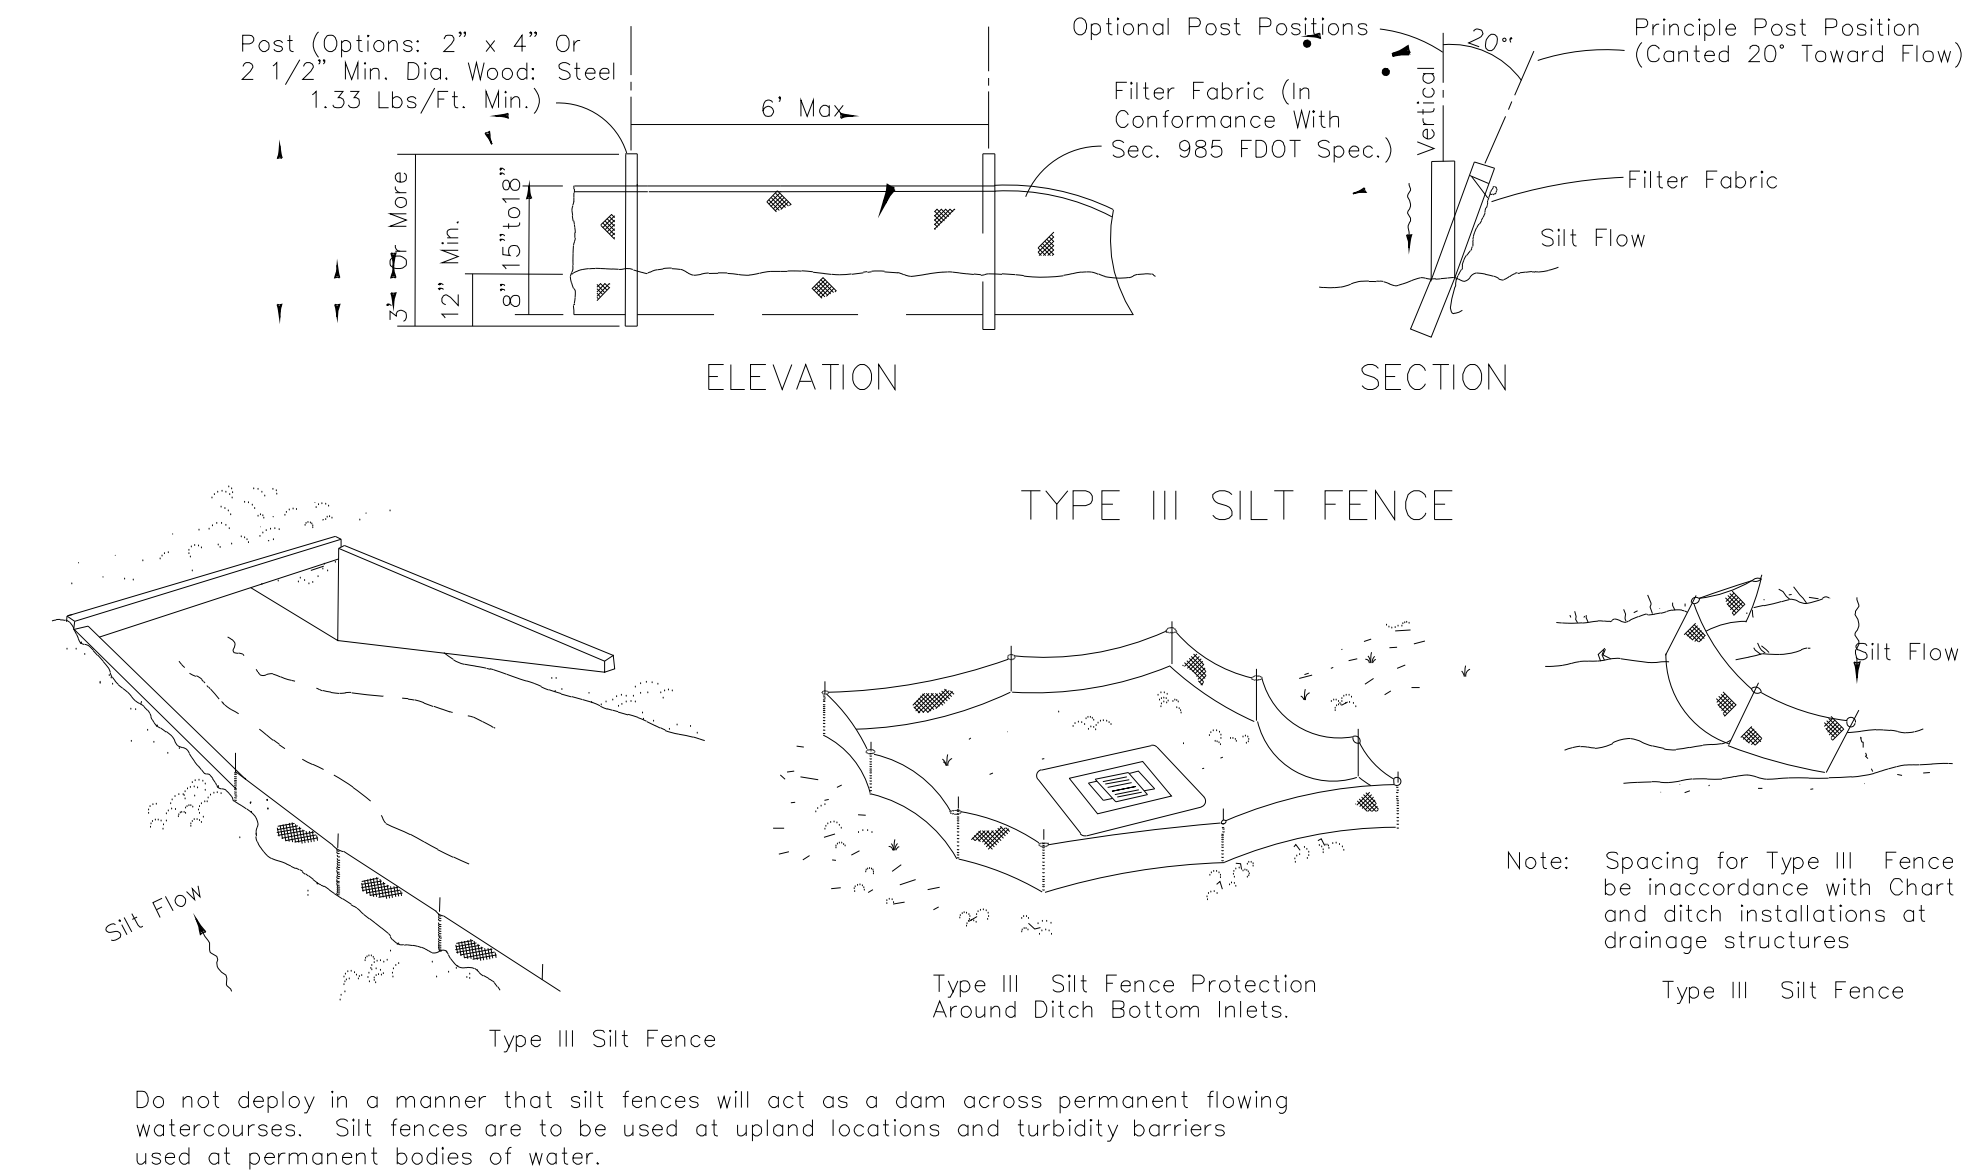 Post (Options: 2" x 4" Or
2 1/2" Min. Dia. Wood: Steel
1.33 Lbs/Ft. Min.)
6' Max
Optional Post Positions
Filter Fabric (In
Conformance With
Sec. 985 FDOT Spec.)
Vertical
20°
Principle Post Position
(Canted 20° Toward Flow)
Filter Fabric
Silt Flow
3' Or More
12" Min.
8" 15"to18"
ELEVATION
SECTION
TYPE III SILT FENCE
Silt Flow
Type III Silt Fence
Type III Silt Fence Protection
Around Ditch Bottom Inlets.
Silt Flow
Note: Spacing for Type III Fence
be inaccordance with Chart
and ditch installations at
drainage structures
Type III Silt Fence
Do not deploy in a manner that silt fences will act as a dam across permanent flowing
watercourses. Silt fences are to be used at upland locations and turbidity barriers
used at permanent bodies of water.